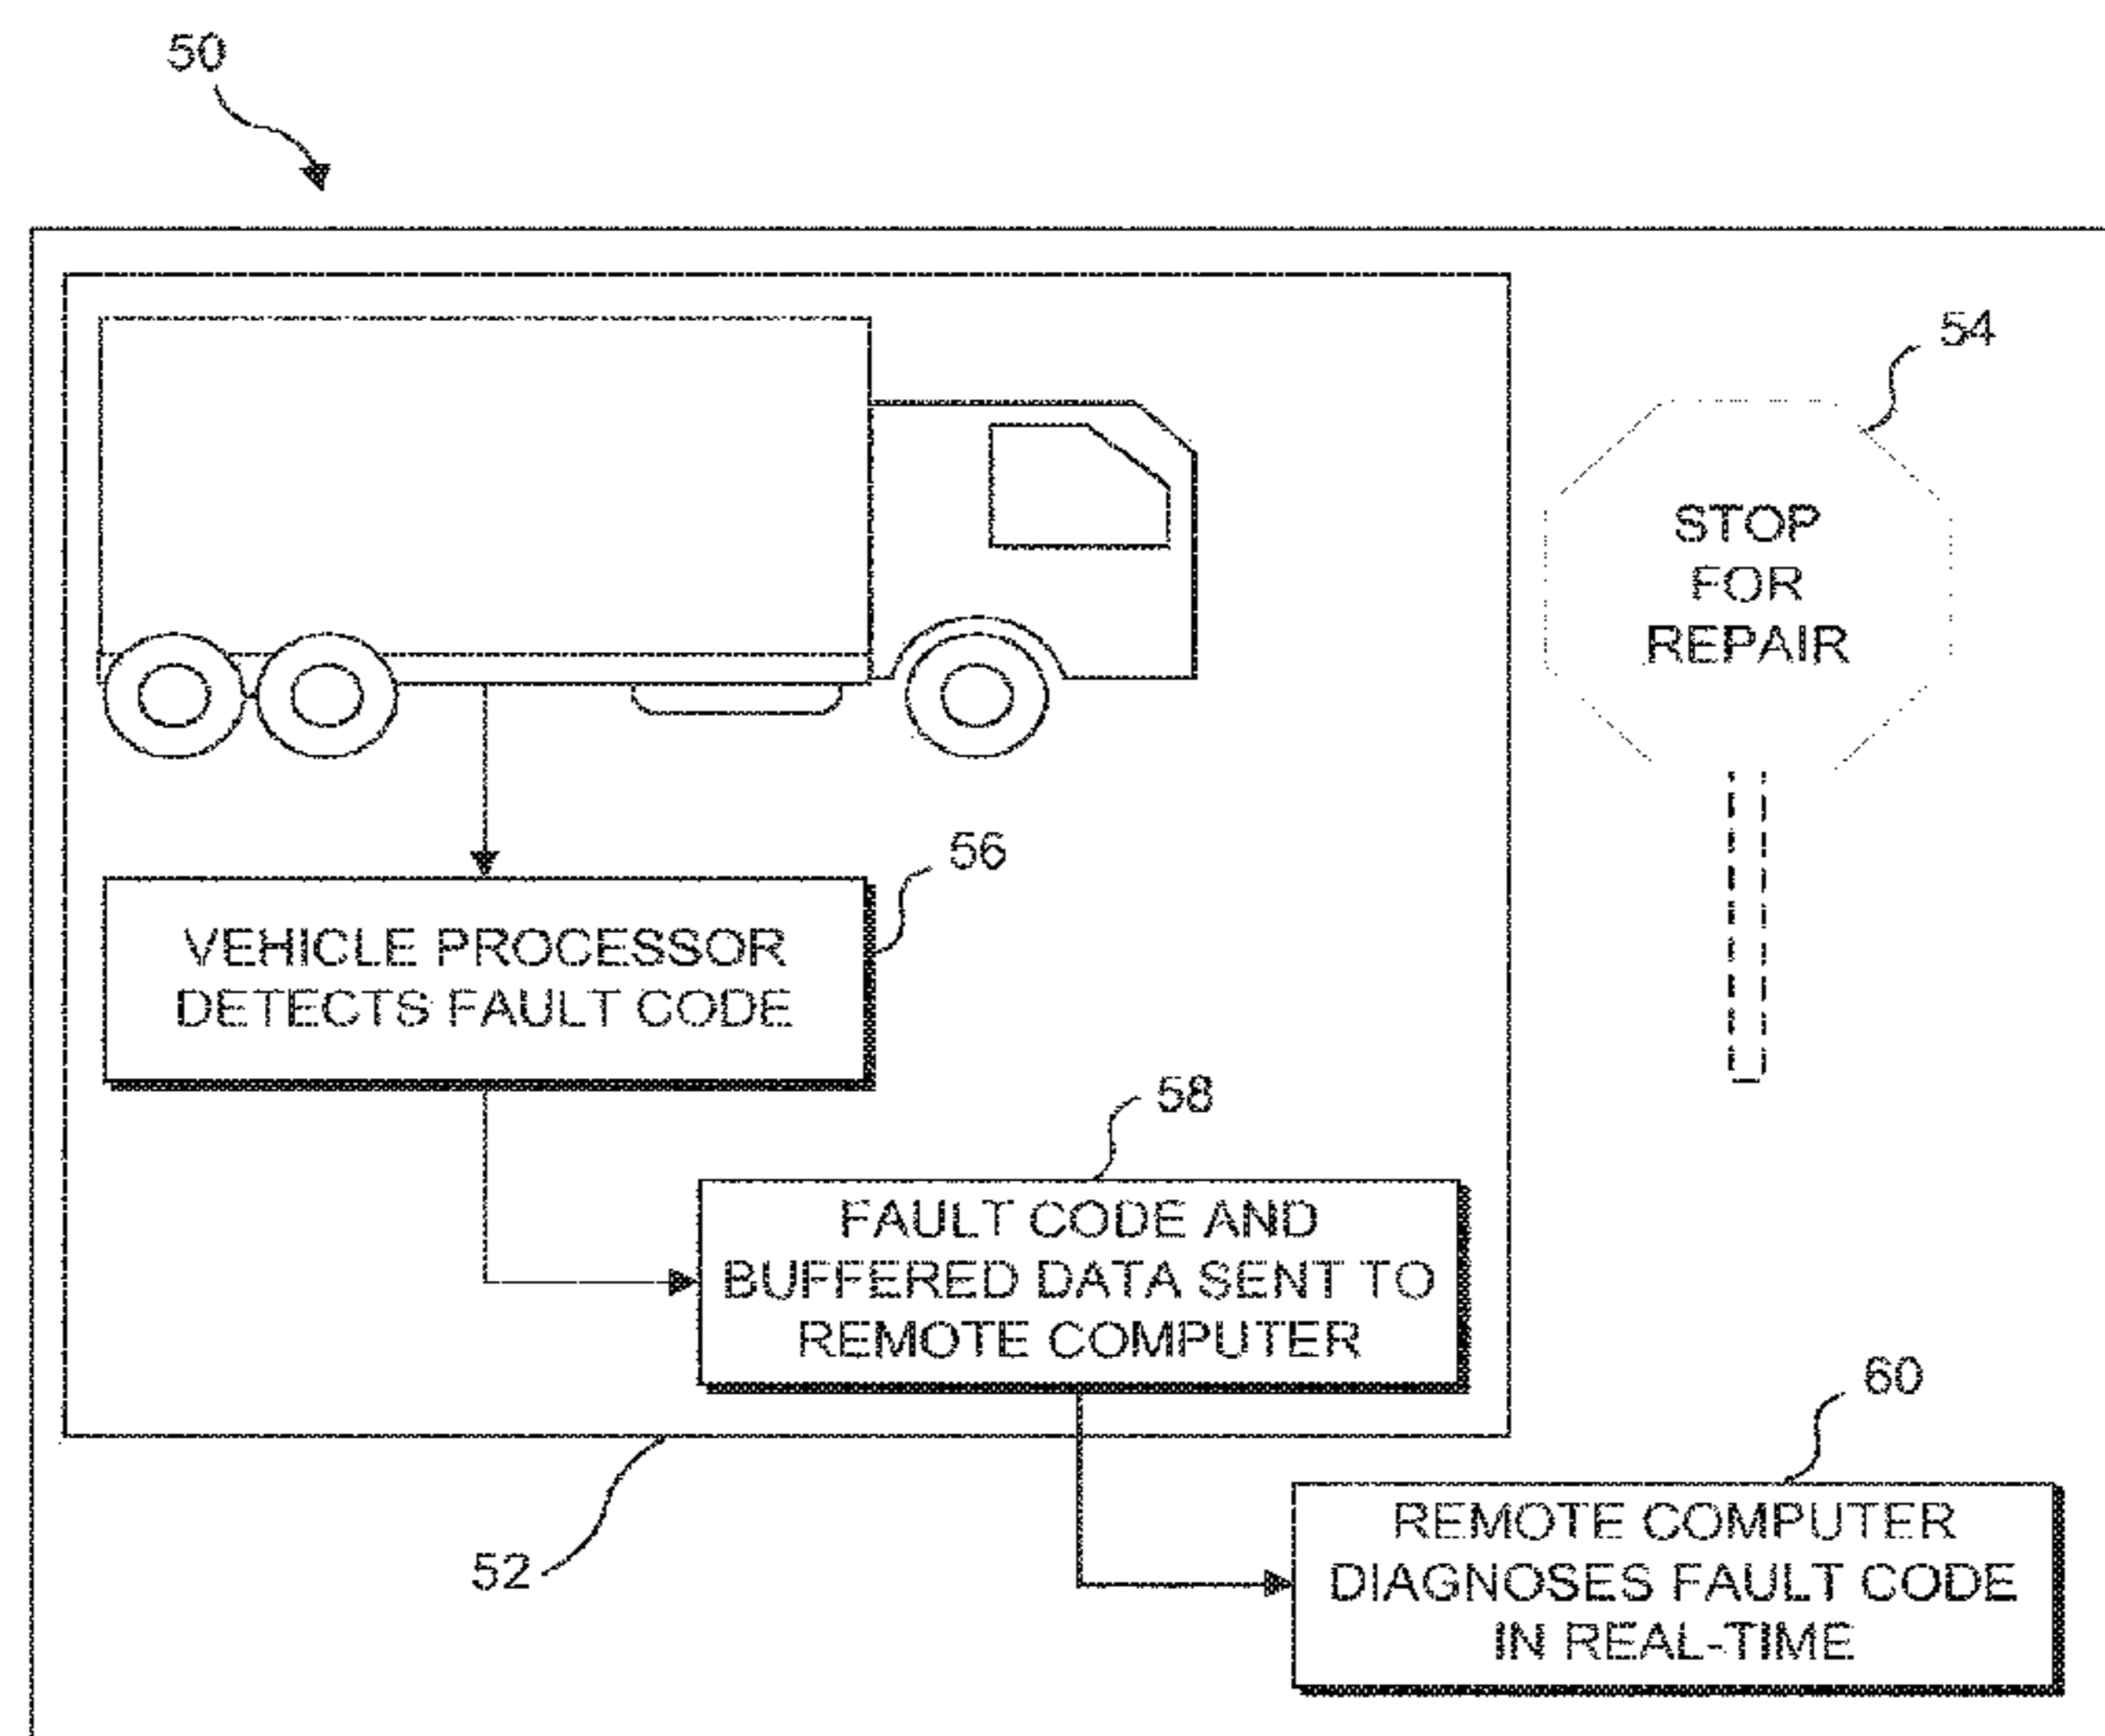 50
54
STOP
FOR
REPAIR
56
VEHICLE PROCESSOR
DETECTS FAULT CODE
58
FAULT CODE AND
BUFFERED DATA SENT TO
REMOTE COMPUTER
60
52
REMOTE COMPUTER
DIAGNOSES FAULT CODE
IN REAL-TIME